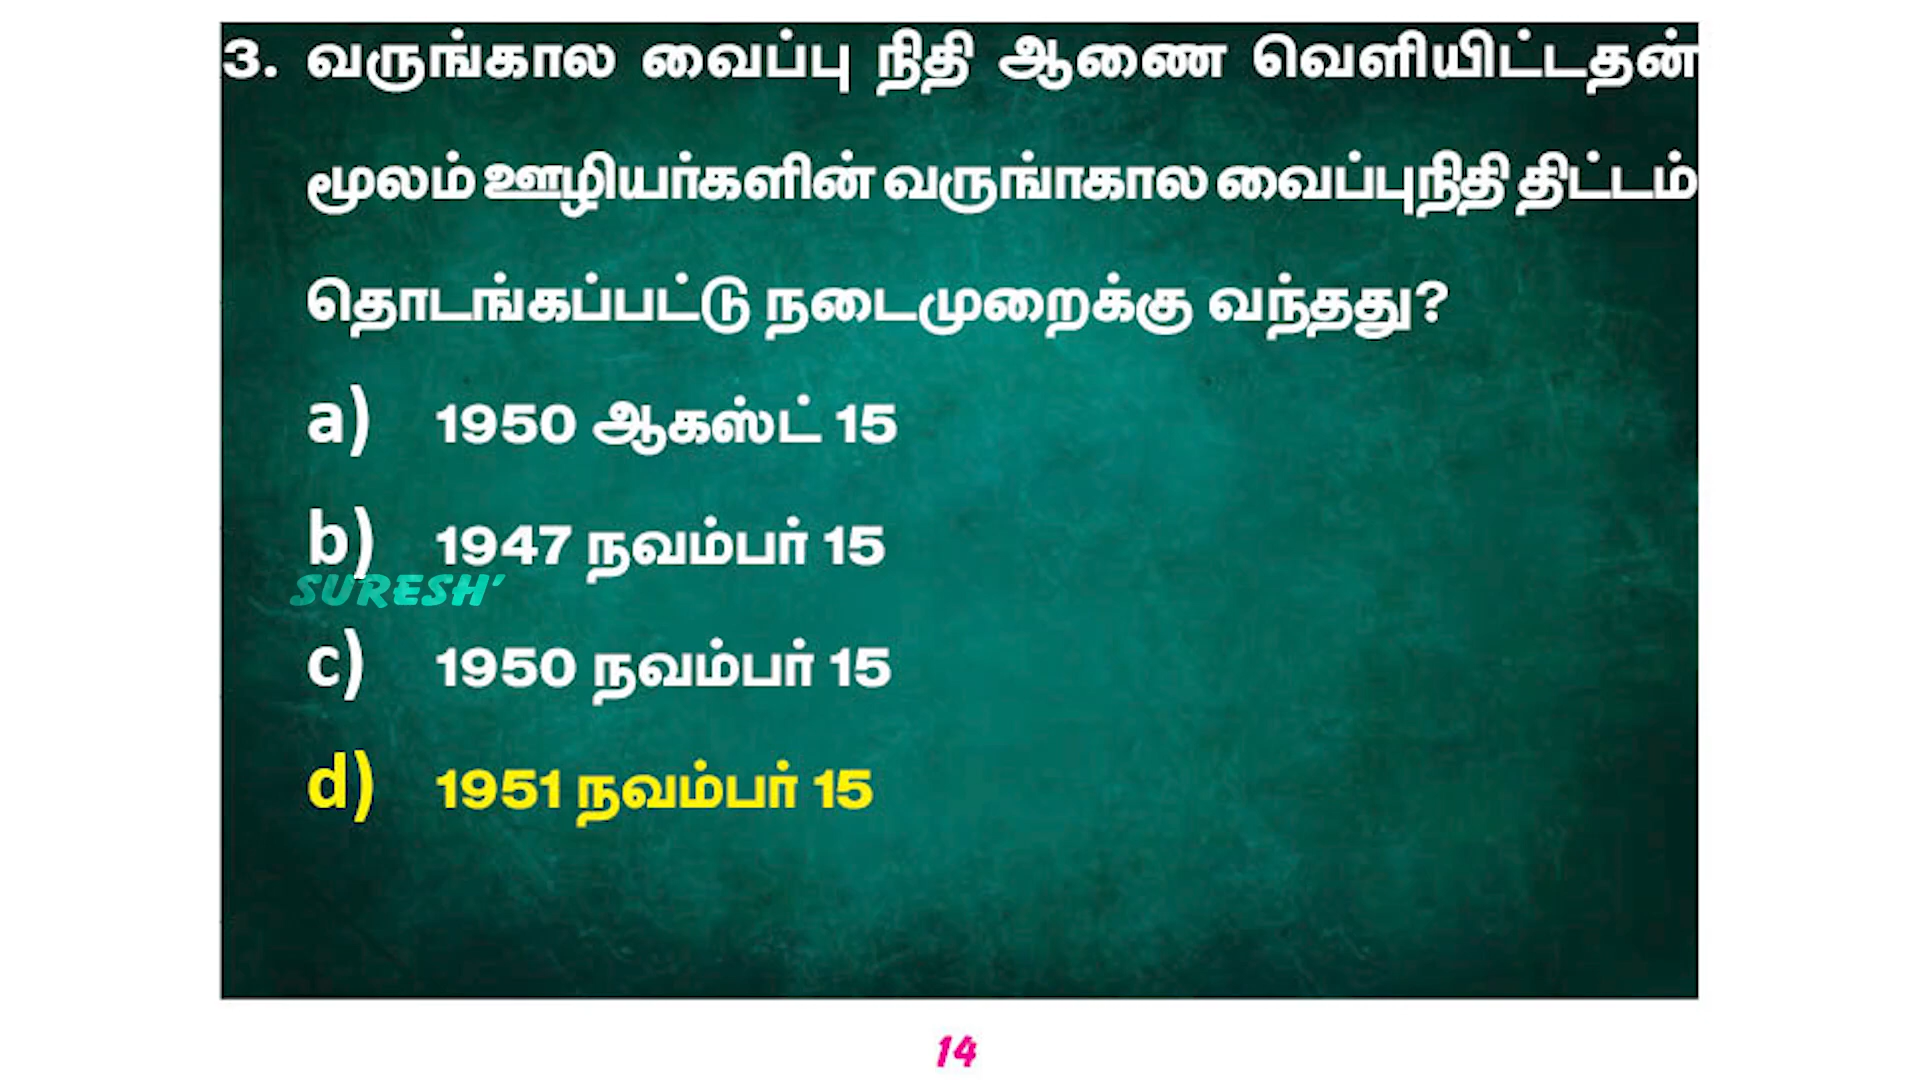 3. வருங்கால வைப்பு நிதி ஆணை வெளியிட்டதன்
மூலம் ஊழியர்களின் வருங்ாகால வைப்புநிதி திட்டம்
தொடங்கப்பட்டு நடைமுறைக்கு வந்தது?
a) 1950 ஆகஸ்ட் 15
b) 1947 நவம்பர் 15
SURESH'
c) 1950 நவம்பர் 15
d) 1951 நவம்பர் 15
14